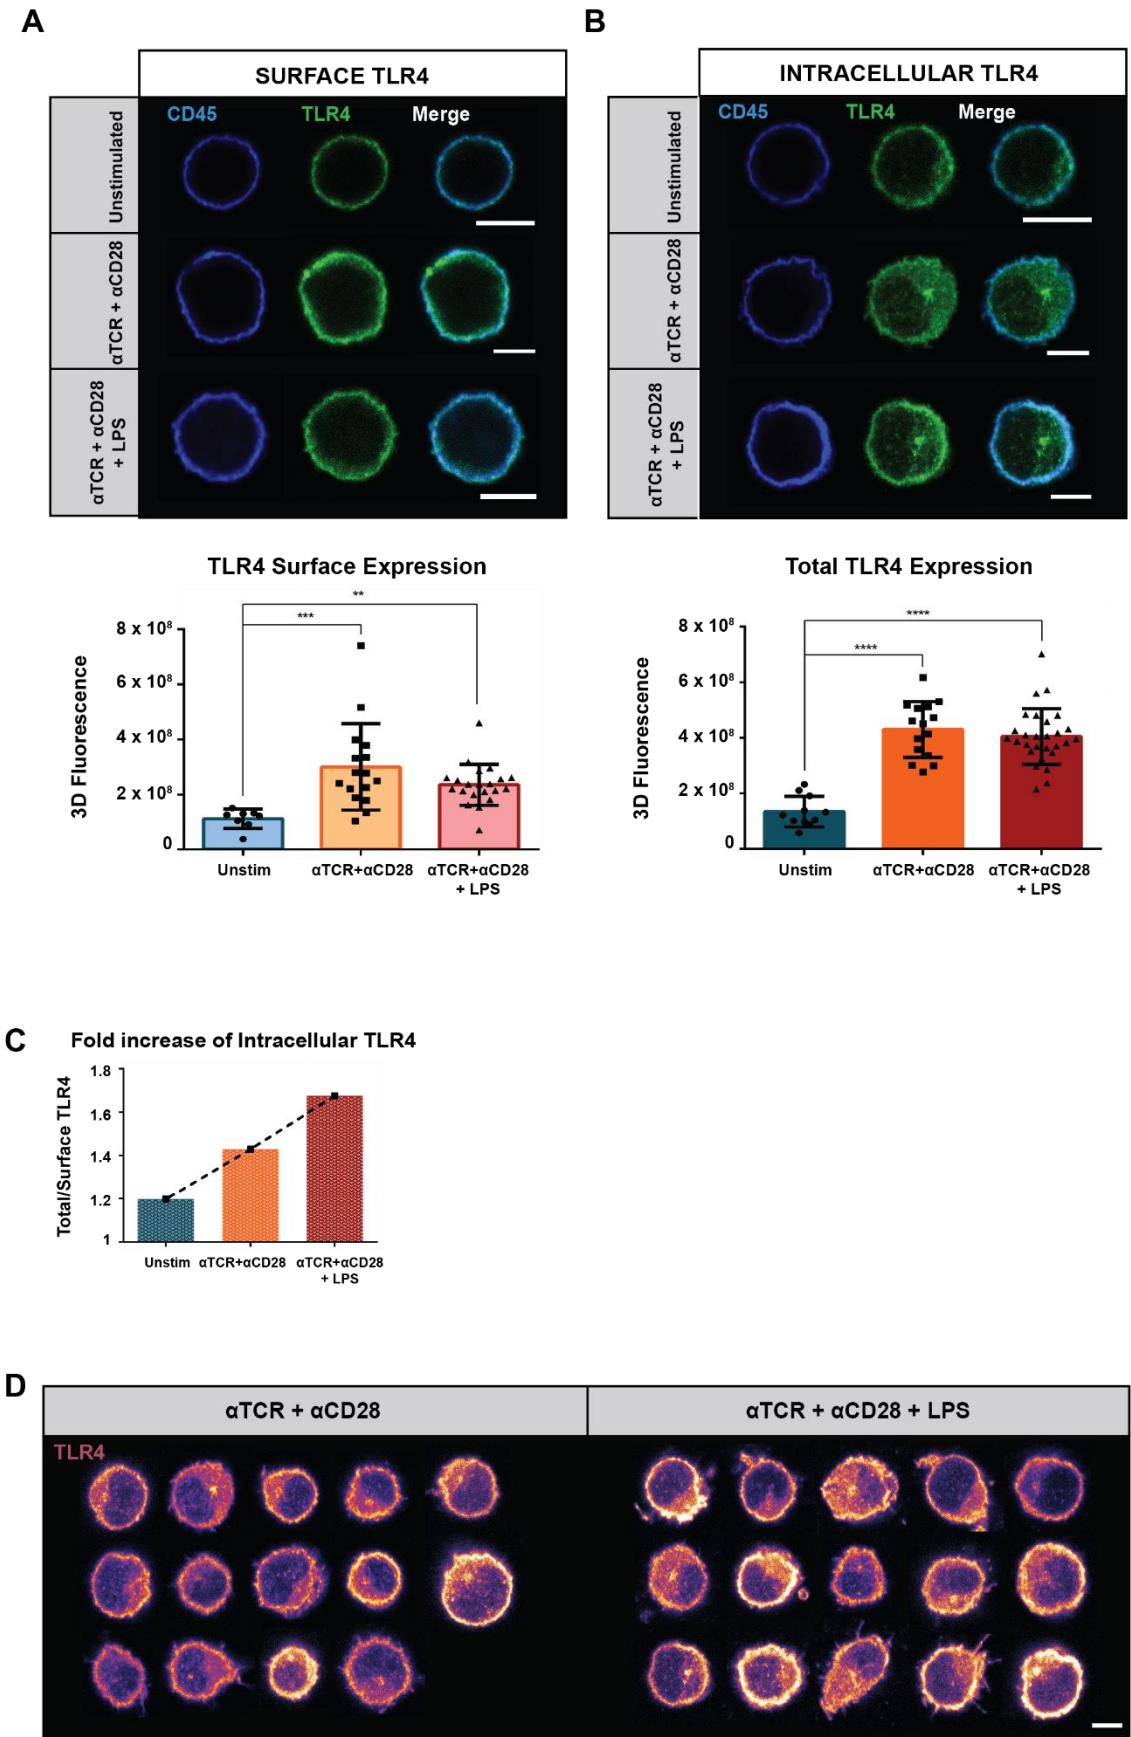 A
SURFACE TLR4
CD45 TLR4 Merge
Unstimulated
αTCR + αCD28
αTCR + αCD28
+ LPS
TLR4 Surface Expression
3D Fluorescence
8 x 10⁸
6 x 10⁸
4 x 10⁸
2 x 10⁸
0
***
**
Unstim αTCR+αCD28 αTCR+αCD28
+ LPS
B
INTRACELLULAR TLR4
CD45 TLR4 Merge
Unstimulated
αTCR + αCD28
αTCR + αCD28
+ LPS
Total TLR4 Expression
3D Fluorescence
8 x 10⁸
6 x 10⁸
4 x 10⁸
2 x 10⁸
0
****
****
Unstim αTCR+αCD28 αTCR+αCD28
+ LPS
C
Fold increase of Intracellular TLR4
Total/Surface TLR4
1.8
1.6
1.4
1.2
1
Unstim αTCR+αCD28 αTCR+αCD28
+ LPS
D
αTCR + αCD28
αTCR + αCD28 + LPS
TLR4